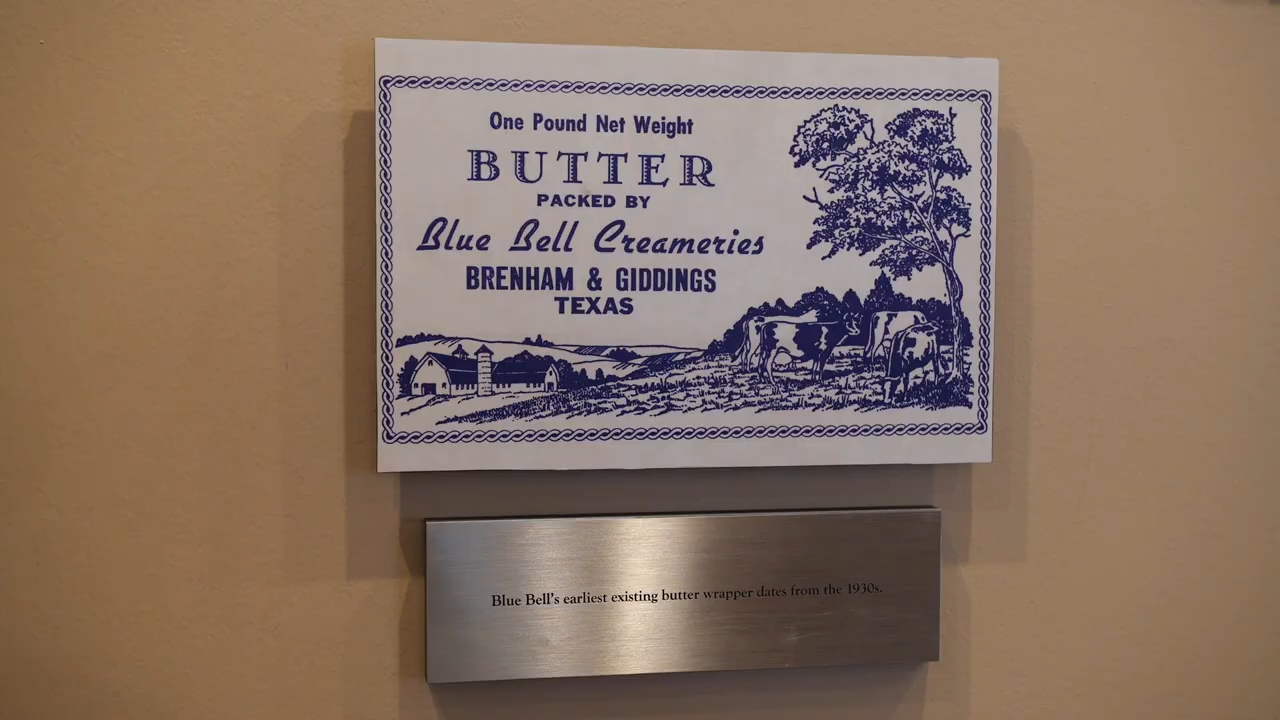 One Pound Net Weight
BUTTER
PACKED BY
Blue Bell Creameries
BRENHAM & GIDDINGS
TEXAS
Blue Bell's earliest existing butter wrapper dates from the 1930s.